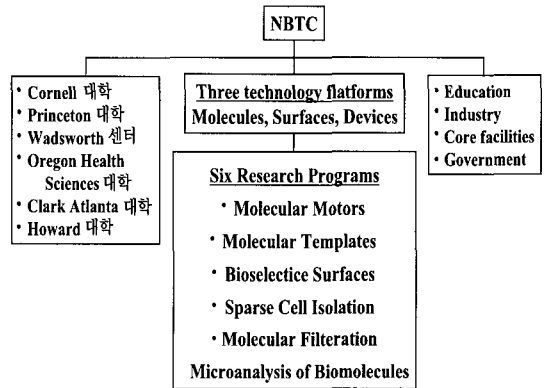 NBTC
• Cornell 대학
• Princeton 대학
• Wadsworth 센터
• Oregon Health
Sciences 대학
• Clark Atlanta 대학
• Howard 대학
Three technology flatforms
Molecules, Surfaces, Devices
• Education
• Industry
• Core facilities
• Government
Six Research Programs
• Molecular Motors
• Molecular Templates
• Bioselectice Surfaces
• Sparse Cell Isolation
• Molecular Filteration
Microanalysis of Biomolecules